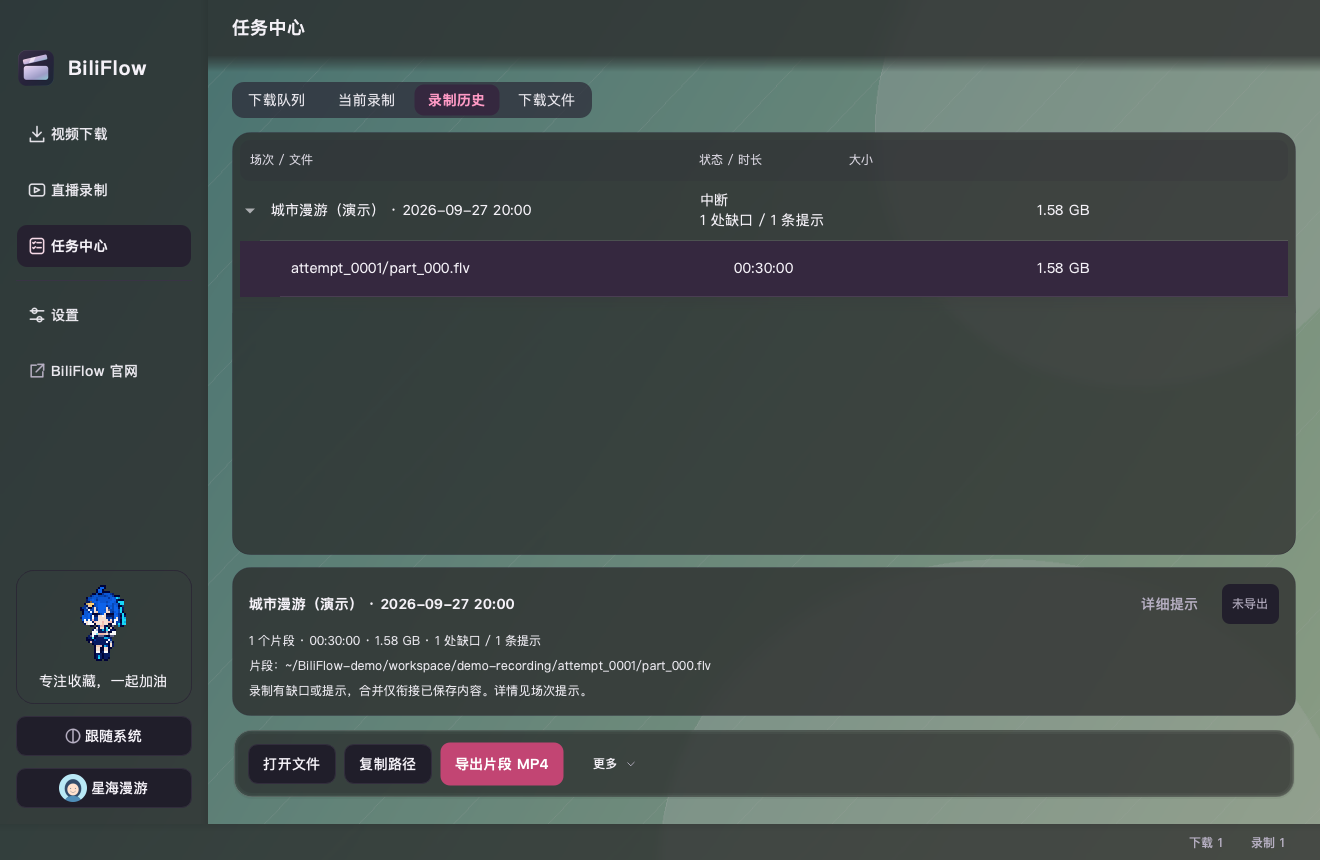 任务中心
BiliFlow
视频下载
直播录制
任务中心
设置
BiliFlow 官网
专注收藏，一起加油
跟随系统
星海漫游
下载队列 当前录制 录制历史 下载文件
场次 / 文件 状态 / 时长 大小
城市漫游（演示） · 2026-09-27 20:00 中断 1.58 GB
1 处缺口 / 1 条提示
attempt_0001/part_000.flv 00:30:00 1.58 GB
城市漫游（演示） · 2026-09-27 20:00 详细提示 未导出
1 个片段 · 00:30:00 · 1.58 GB · 1 处缺口 / 1 条提示
片段：~/BiliFlow-demo/workspace/demo-recording/attempt_0001/part_000.flv
录制有缺口或提示，合并仅衔接已保存内容。详情见场次提示。
打开文件 复制路径 导出片段 MP4 更多
下载 1 录制 1